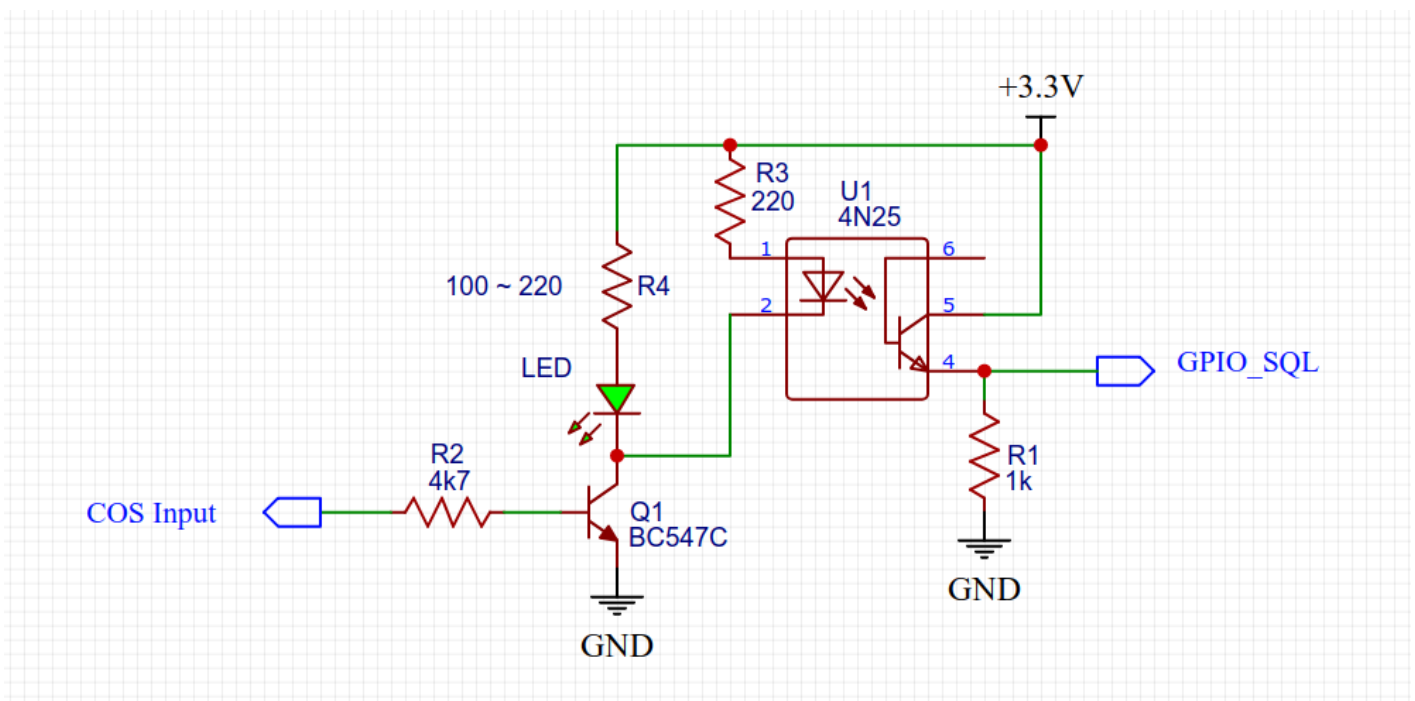 +3.3V
R3
220
U1
4N25
1
6
100 ~ 220
R4
2
5
LED
4
GPIO_SQL
R2
4k7
R1
1k
COS Input
Q1
BC547C
GND
GND